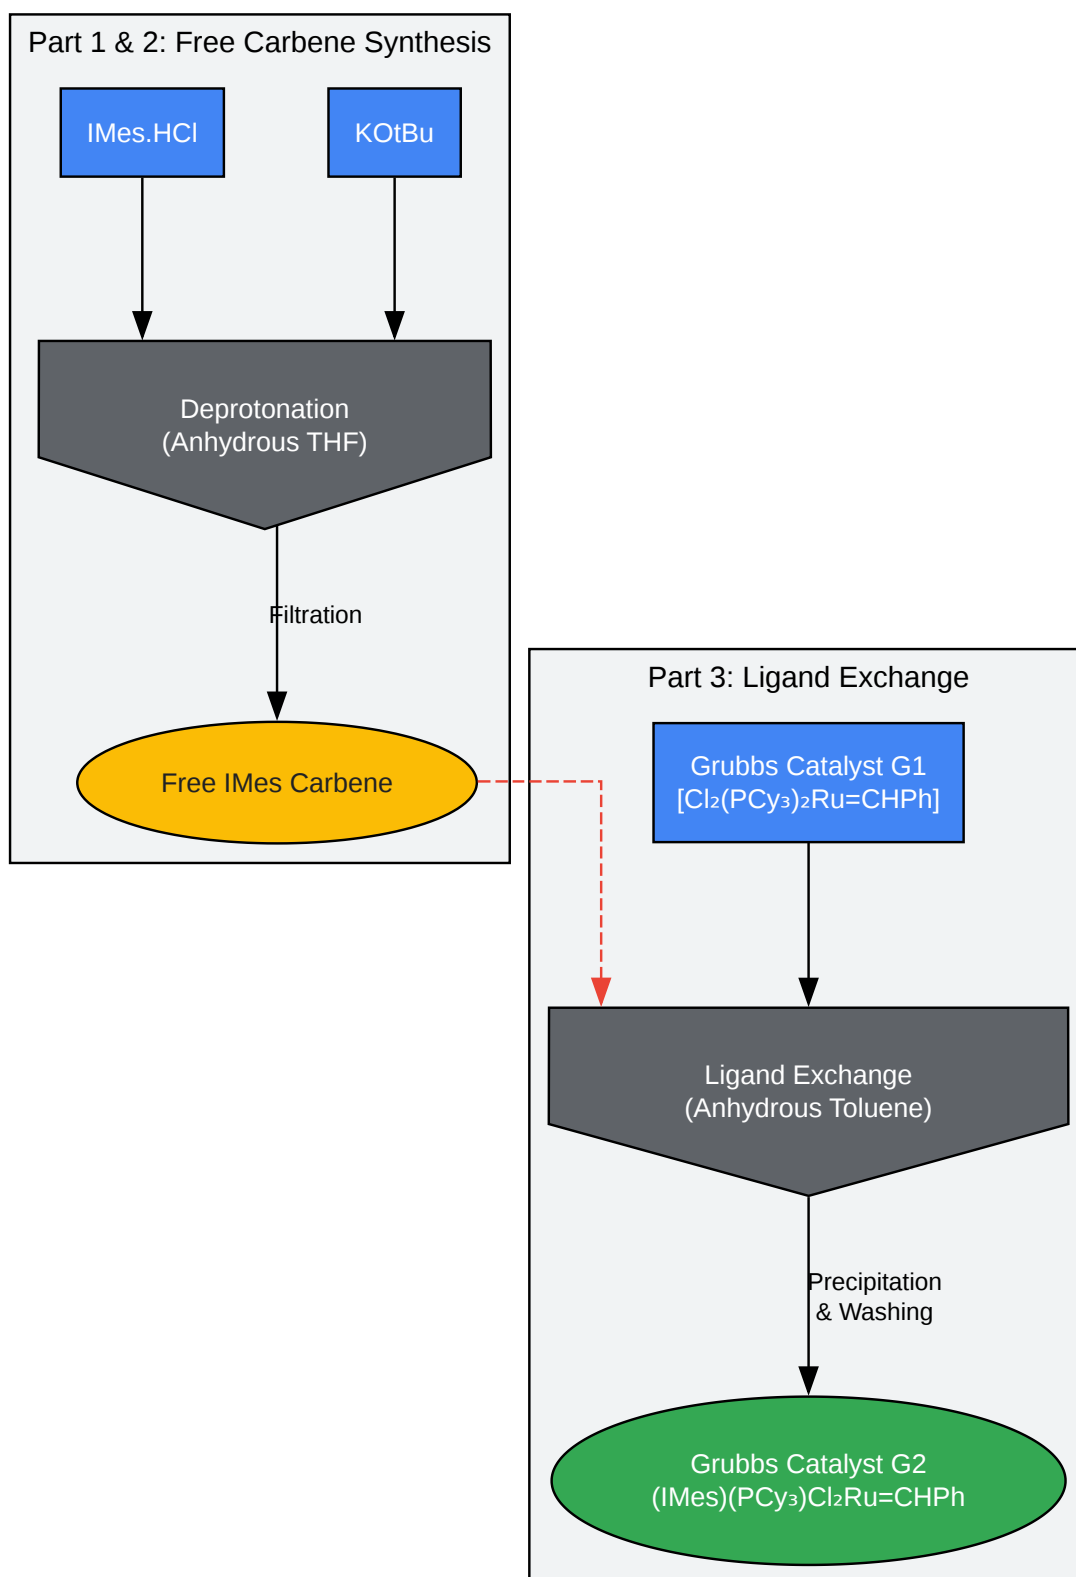 Part 1 & 2: Free Carbene Synthesis
IMes.HCl
KOtBu
Deprotonation
(Anhydrous THF)
Filtration
Free IMes Carbene
Part 3: Ligand Exchange
Grubbs Catalyst G1
[Cl₂(PCy₃)₂Ru=CHPh]
Ligand Exchange
(Anhydrous Toluene)
Precipitation
& Washing
Grubbs Catalyst G2
(IMes)(PCy₃)Cl₂Ru=CHPh